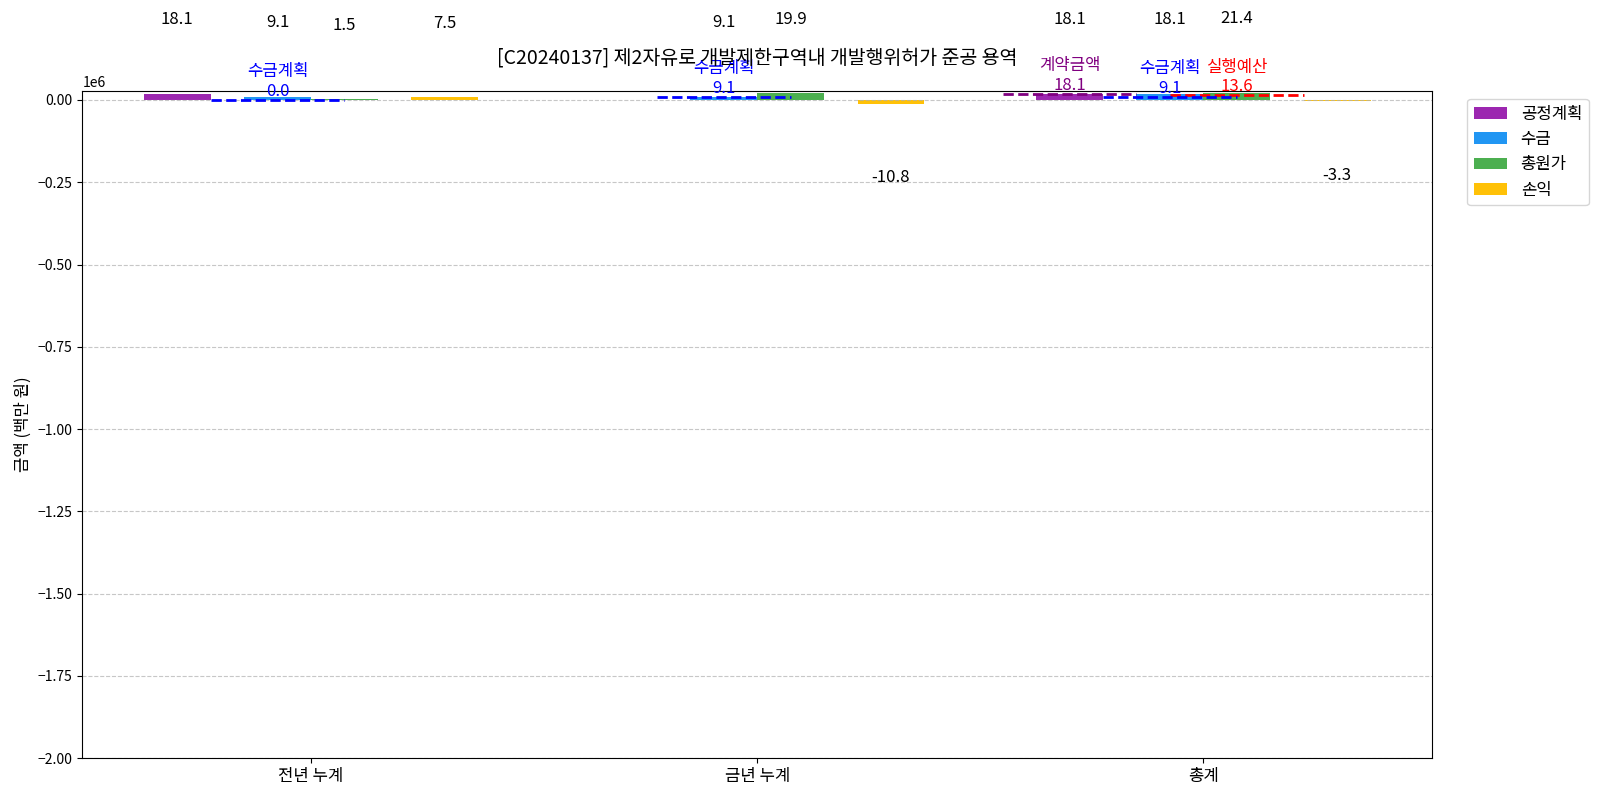 18.1
9.1
1.5
7.5
9.1
19.9
18.1
18.1
21.4
[C20240137] 제2자유로 개발제한구역내 개발행위허가 준공 용역
수금계획
0.0
수금계획
9.1
계약금액
18.1
수금계획
9.1
실행예산
13.6
1e6
0.00
−0.25
−0.50
−0.75
−1.00
−1.25
−1.50
−1.75
−2.00
-10.8
-3.3
금액 (백만 원)
전년 누계
금년 누계
총계
공정계획
수금
총원가
손익